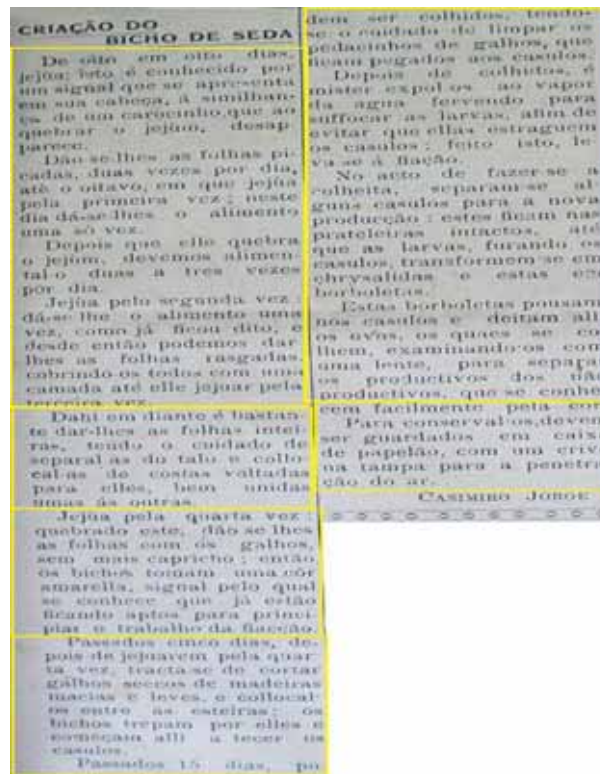 CRIAÇÃO DO
BICHO DE SEDA
De oito em oito dias,
jejúa; isto é conhecido por
um signal que se apresenta
em sua cabeça, á similhan-
ça de um carocinho, que ao
quebrar o jejúm, desap-
parece.
Dão-se-lhes as folhas pi-
cadas, duas vezes por dia,
até o oitavo, em que jejúa
pela primeira vez; neste
dia dá-se-lhes o alimento
uma só vez.
Depois que elle quebra
o jejúm, devemos alimen-
tal-o duas a tres vezes
por dia.
Jejúa pelo segunda vez;
dá-se-lhe o alimento uma
vez, como já ficou dito, e
desde então podemos dar
lhes as folhas rasgadas,
cobrindo-os todos com uma
camada até elle jejuar pela
terceira vez.
Dahi em diante é bastan-
te dar-lhes as folhas intei-
ras, tendo o cuidado de
separal-as do talo e collo-
cal-as de costas voltadas
para elles, bem unidas
umas ás outras.
Jejúa pela quarta vez;
quebrado este, dão-se lhes
as folhas com os galhos,
sem mais capricho; então
os bichos tomam uma côr
amarella, signal pelo qual
se conhece que já estão
ficando aptos para princi-
piar o trabalho da fiacção.
Passados cinco dias, de-
pois de jejuarem pela quar
ta vez, tracta-se de cortar
galhos seccos de madeiras
macias e leves, e collocal-
os entre as esteiras; os
bichos trepam por elles e
começam alli a tecer os
casulos.
Passados 15 dias, po
dem ser colhidos, tendo-
se o cuidado de limpar os
pedacinhos de galhos, que
ficam pegados aos casulos.
Depois de colhidos, é
mister expol-os ao vapor
da agua fervendo para
suffocar as larvas, afim de
evitar que ellas estraguem
os casulos; feito isto, le-
va-se á fiação.
No acto de fazer-se a
colheita, separam-se al-
guns casulos para a nova
producção; estes ficam nas
prateleiras intactos, até
que as larvas, furando os
casulos, transformem-se em
chrysalidas e estas em
borboletas.
Estas borboletas pousam
nos casulos e deitam alli
os ovos, os quaes se co
lhem, examinando-os com
uma lente, para separar
os productivos dos não
productivos, que se conhe
cem facilmente pela cor
Para conserval-os, devem
ser guardados em caixa
de papelão, com um crivo
na tampa para a penetra
ção do ar.
CASIMIRO JORGE